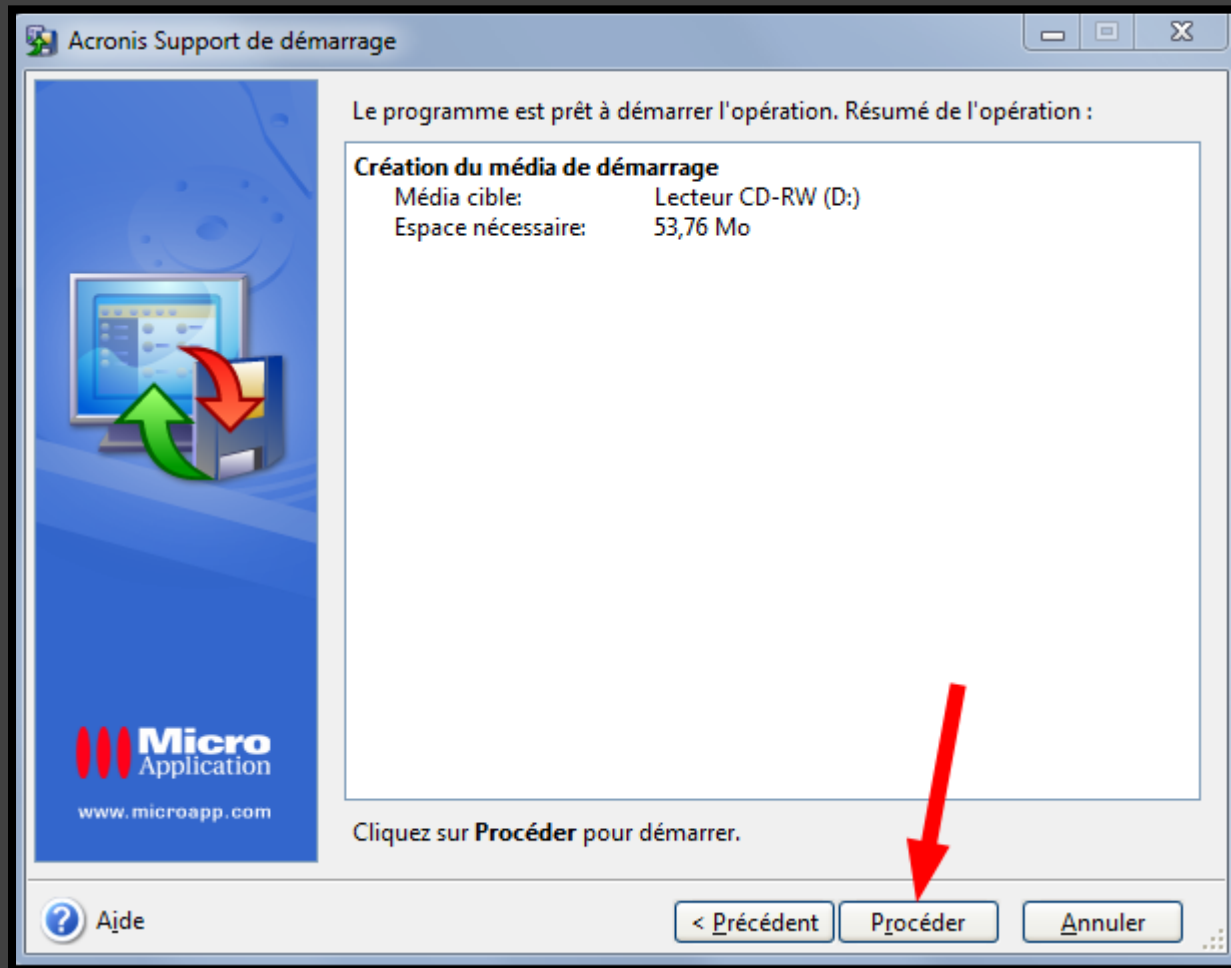 Acronis Support de démarrage
Le programme est prêt à démarrer l'opération. Résumé de l'opération :
Création du média de démarrage
Média cible: Lecteur CD-RW (D:)
Espace nécessaire: 53,76 Mo
Micro
Application
www.microapp.com
Cliquez sur Procéder pour démarrer.
Aide
< Précédent
Procéder
Annuler